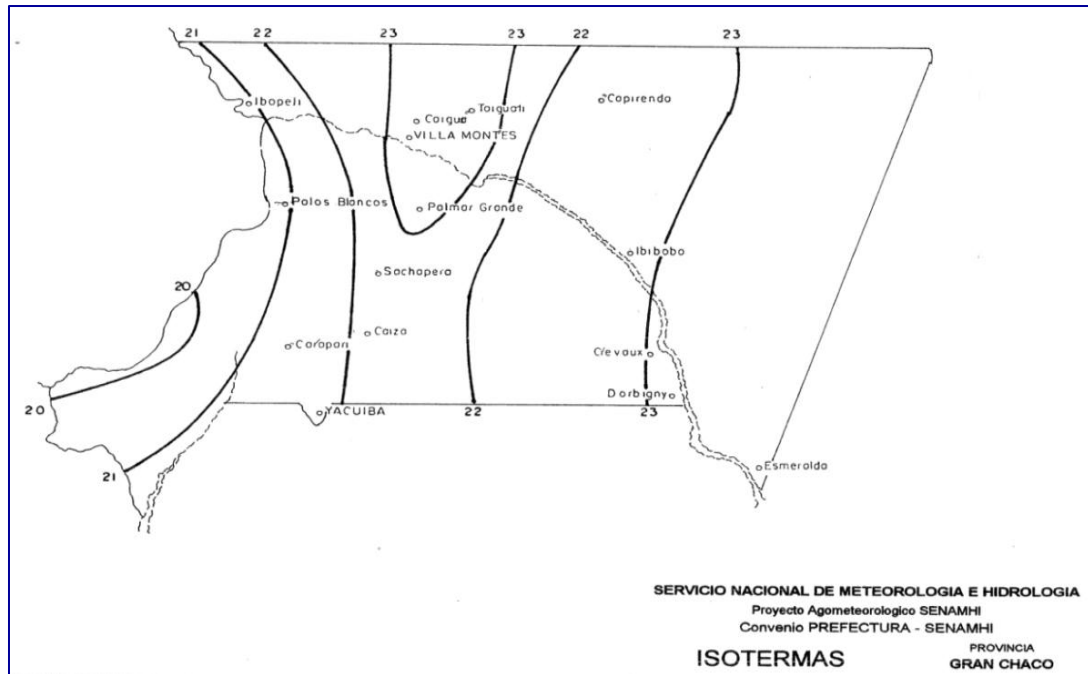 21 22 23 23 22 23
Ibopeji
Taiguati
Caigua
VILLA MONTES
Capirenda
Palos Blancos
Palmar Grande
Ibibobo
Sachapera
20
Caiza
Carapari
Crevaux
Dorbigny
20
YACUIBA
22
23
21
Esmeralda
SERVICIO NACIONAL DE METEOROLOGIA E HIDROLOGIA
Proyecto Agometeorologico SENAMHI
Convenio PREFECTURA - SENAMHI
ISOTERMAS
PROVINCIA
GRAN CHACO